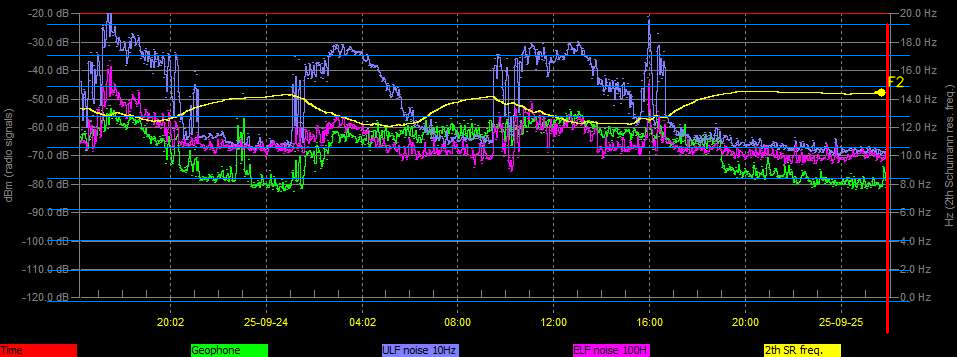 -20.0 dB 20.0 Hz
-30.0 dB 18.0 Hz
-40.0 dB 16.0 Hz
F2
-50.0 dB 14.0 Hz
-60.0 dB 12.0 Hz
-70.0 dB 10.0 Hz
-80.0 dB 8.0 Hz
-90.0 dB 6.0 Hz
-100.0 dB 4.0 Hz
-110.0 dB 2.0 Hz
-120.0 dB 0.0 Hz
dBm (radio signals)
Hz (2th Schumann res. freq.)
20:02 25-09-24 04:02 08:00 12:00 16:00 20:00 25-09-25
Time Geophone ULF noise 10Hz ELF noise 100H 2th SR freq.